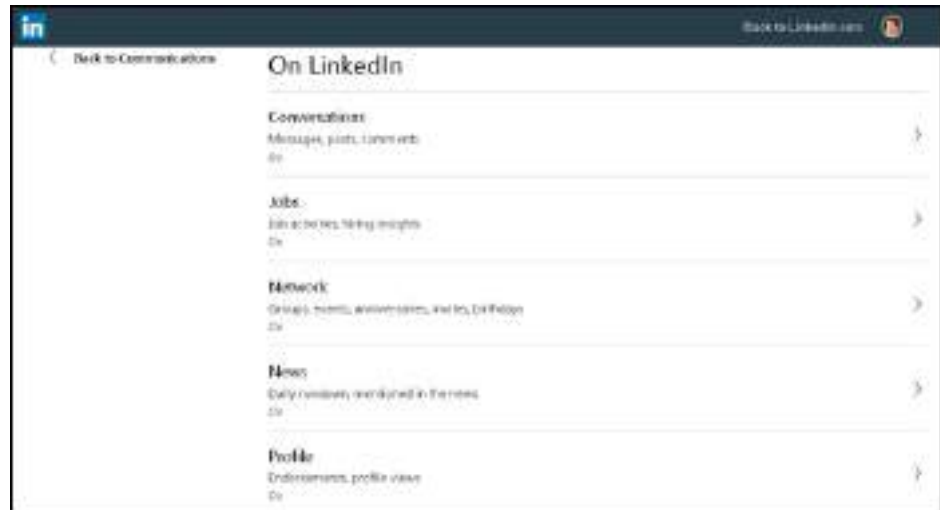 in
Back to LinkedIn.com
Back to Communications
On LinkedIn
Conversations
Messages, posts, comments
On
Jobs
Job activities, hiring insights
On
Network
Groups, events, anniversaries, invites, birthdays
On
News
Daily rundown, mentioned in the news
On
Profile
Endorsements, profile views
On